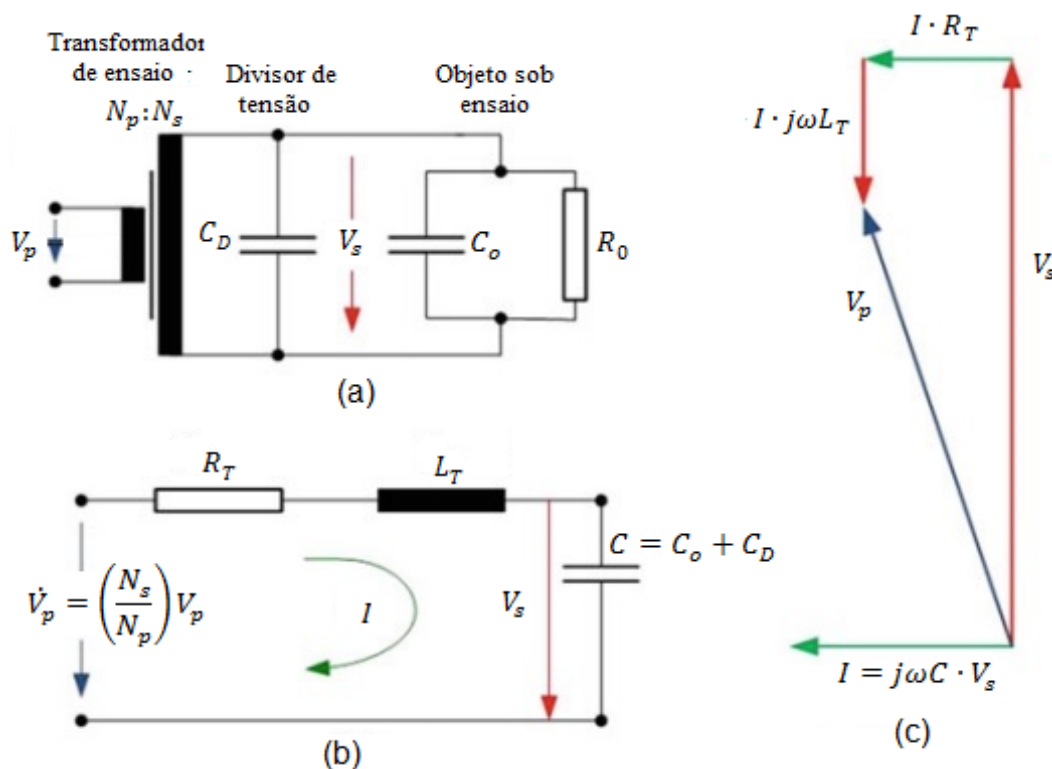 Transformador
de ensaio
N_p:N_s
Divisor de
tensão
Objeto sob
ensaio
V_p
C_D
V_s
C_o
R_0
(a)
R_T
L_T
C = C_o + C_D
V̇_p = (N_s/N_p)V_p
I
V_s
(b)
I · R_T
I · jωL_T
V_p
V_s
I = jωC · V_s
(c)